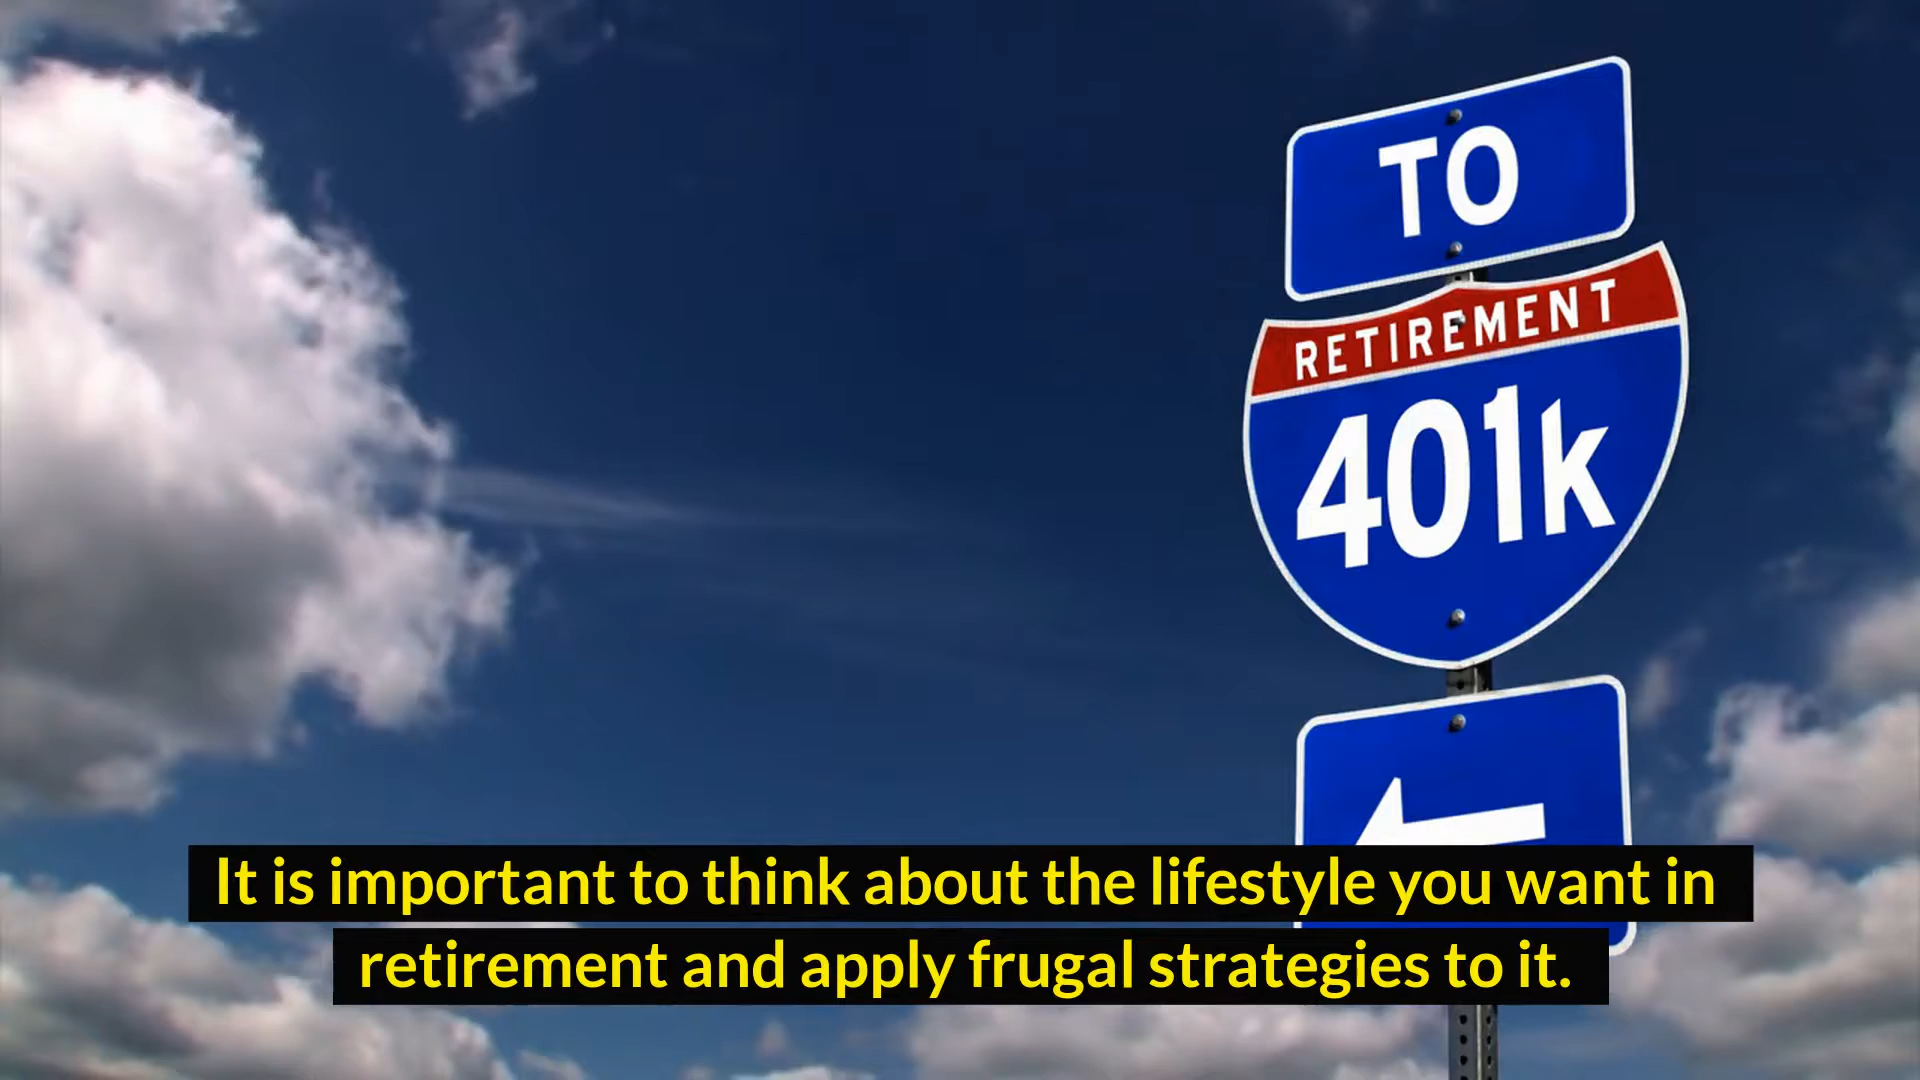 TO
RETIREMENT
401k
It is important to think about the lifestyle you want in
retirement and apply frugal strategies to it.